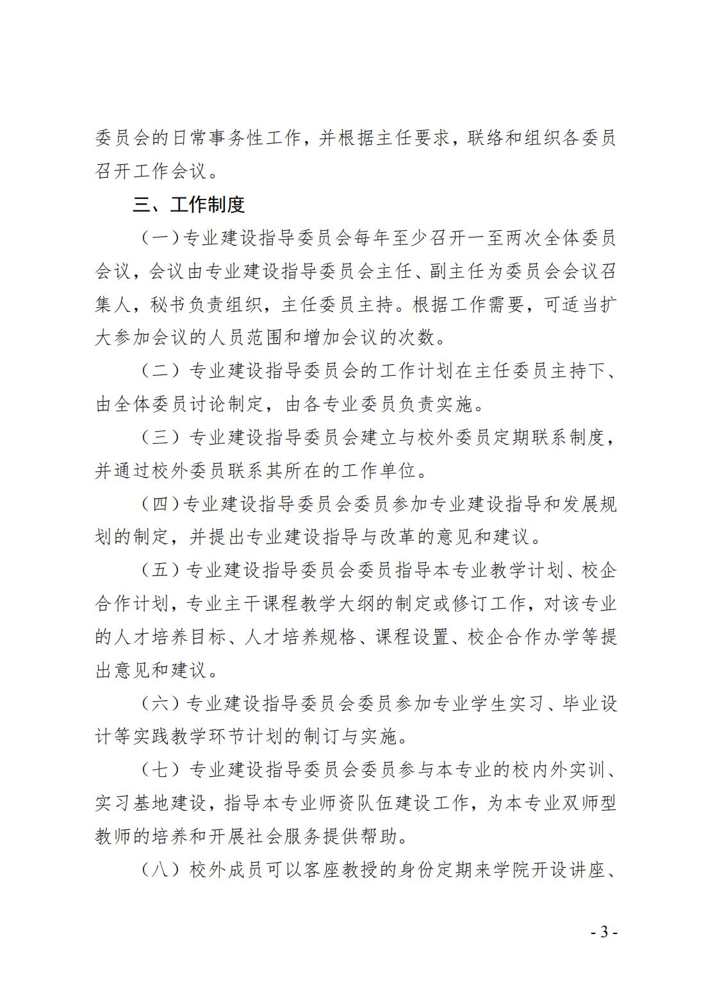 委员会的日常事务性工作，并根据主任要求，联络和组织各委员
召开工作会议。
三、工作制度
（一）专业建设指导委员会每年至少召开一至两次全体委员
会议，会议由专业建设指导委员会主任、副主任为委员会会议召
集人，秘书负责组织，主任委员主持。根据工作需要，可适当扩
大参加会议的人员范围和增加会议的次数。
（二）专业建设指导委员会的工作计划在主任委员主持下、
由全体委员讨论制定，由各专业委员负责实施。
（三）专业建设指导委员会建立与校外委员定期联系制度，
并通过校外委员联系其所在的工作单位。
（四）专业建设指导委员会委员参加专业建设指导和发展规
划的制定，并提出专业建设指导与改革的意见和建议。
（五）专业建设指导委员会委员指导本专业教学计划、校企
合作计划，专业主干课程教学大纲的制定或修订工作，对该专业
的人才培养目标、人才培养规格、课程设置、校企合作办学等提
出意见和建议。
（六）专业建设指导委员会委员参加专业学生实习、毕业设
计等实践教学环节计划的制订与实施。
（七）专业建设指导委员会委员参与本专业的校内外实训、
实习基地建设，指导本专业师资队伍建设工作，为本专业双师型
教师的培养和开展社会服务提供帮助。
（八）校外成员可以客座教授的身份定期来学院开设讲座、
- 3 -